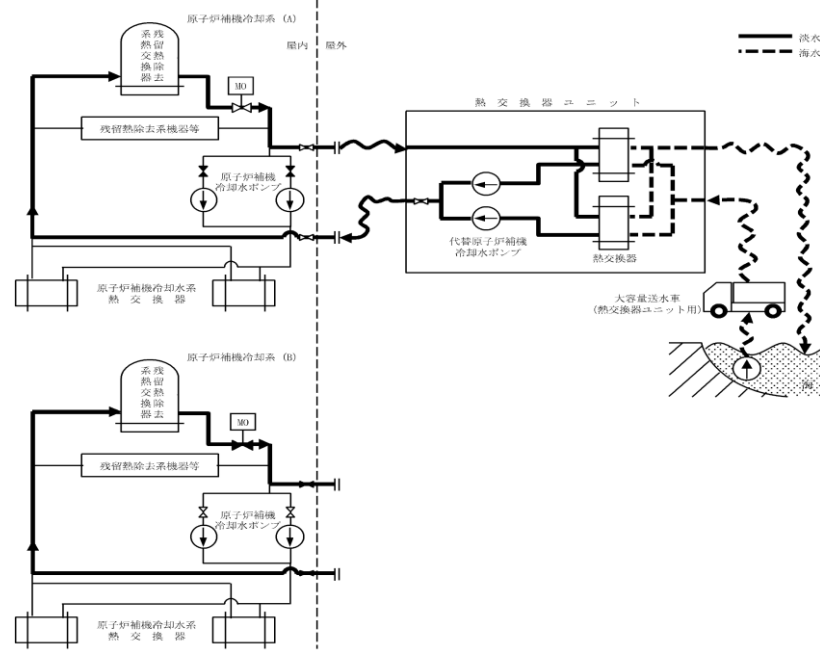 原子炉補機冷却系 (A)
屋内
屋外
残留熱除去
系熱交換器
MO
残留熱除去系機器等
原子炉補機
冷却水ポンプ
原子炉補機冷却水系
熱交換器
淡水
海水
熱交換器ユニット
代替原子炉補機
冷却水ポンプ
熱交換器
大容量送水車
(熱交換器ユニット用)
海
原子炉補機冷却系 (B)
残留熱除去
系熱交換器
MO
残留熱除去系機器等
原子炉補機
冷却水ポンプ
原子炉補機冷却水系
熱交換器